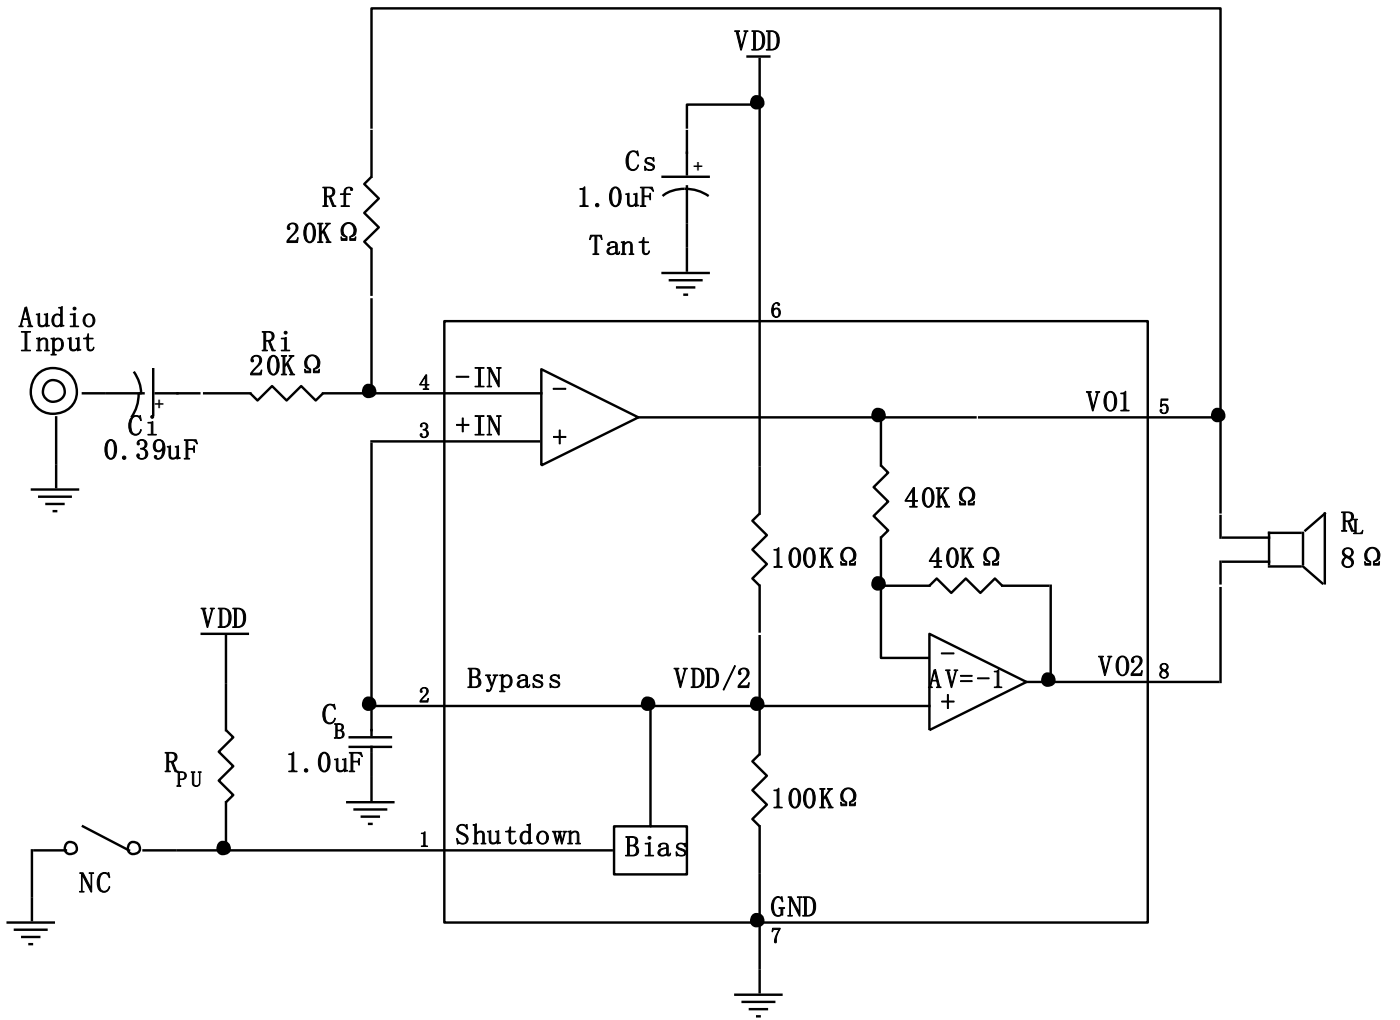 VDD
Cs
+
1.0uF
Tant
Rf
20KΩ
6
Audio
Input
Ri
20KΩ
+
Ci
0.39uF
4
-IN
−
3
+IN
+
VO1
5
40KΩ
100KΩ
40KΩ
RL
8Ω
VDD
Bypass
VDD/2
−
AV=-1
+
VO2
8
2
CB
1.0uF
RPU
100KΩ
1
Shutdown
Bias
NC
GND
7